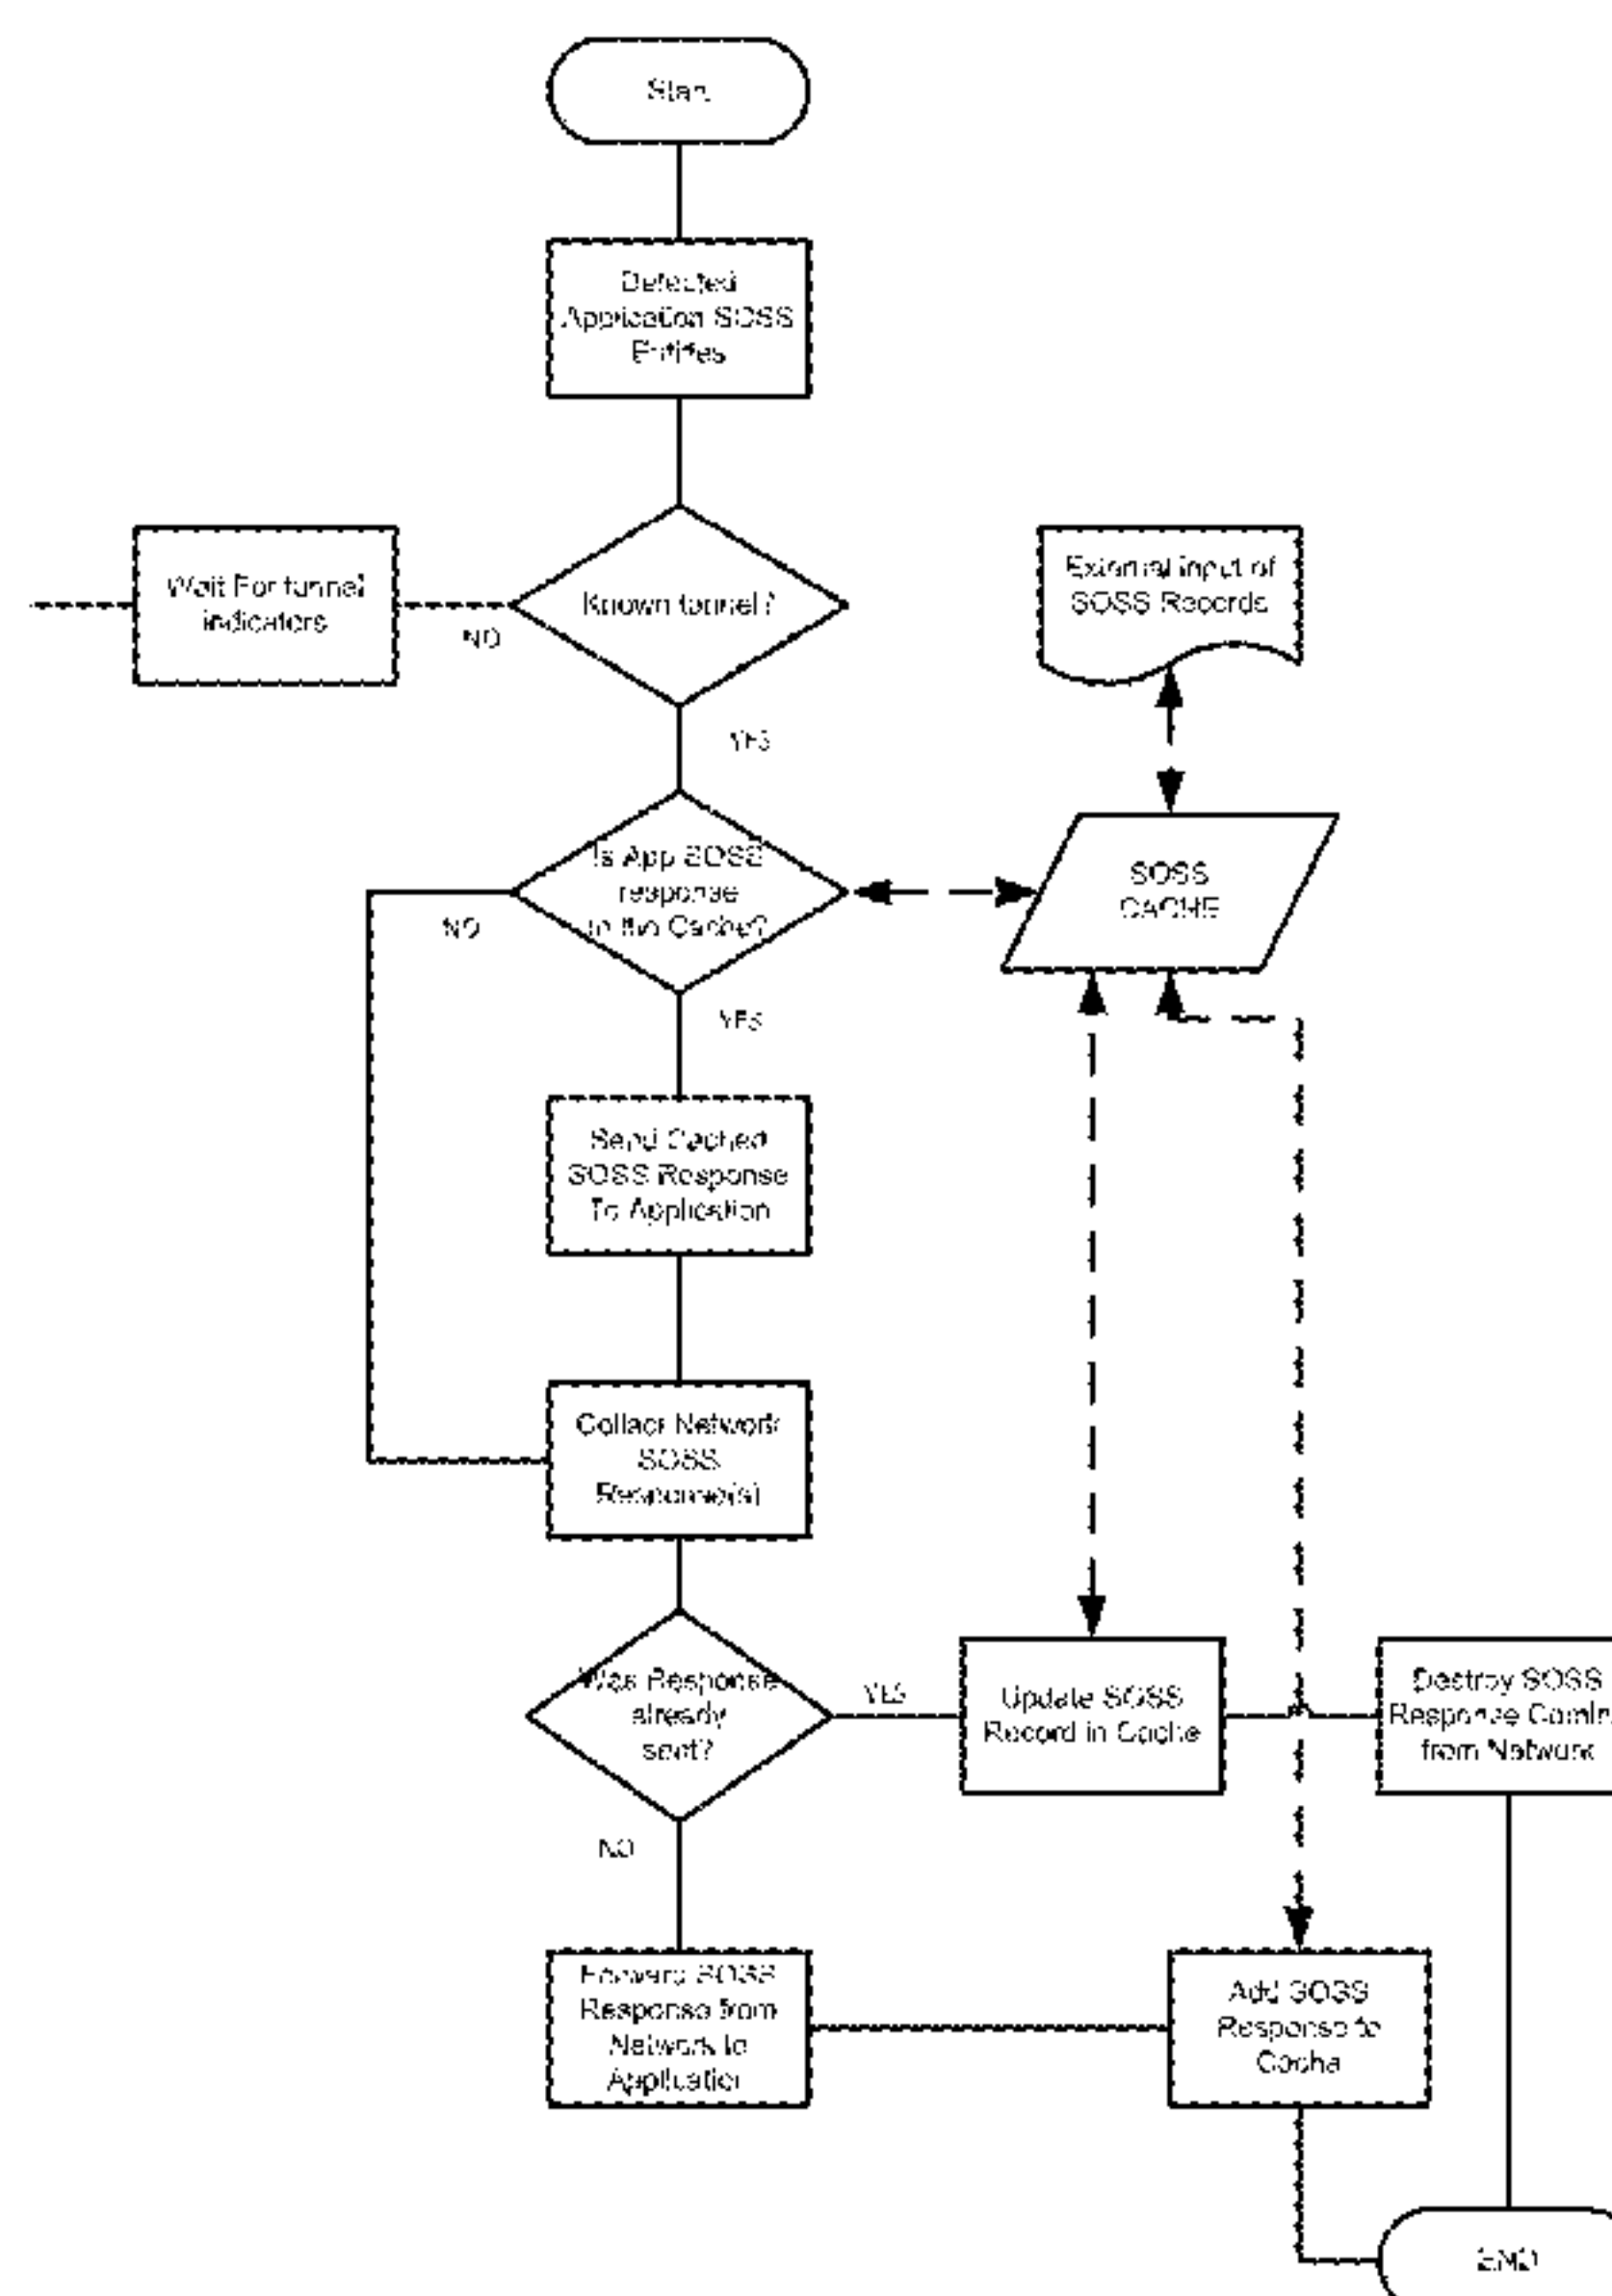 Start
Detected
Application SOSS
Entities
Wait For tunnel
indicators
NO
Known tunnel?
External input of
SOSS Records
YES
Is App SOSS
response
in the Cache?
SOSS
CACHE
NO
YES
Send Cached
SOSS Response
To Application
Collect Network
SOSS
Response(s)
Was Response
already
sent?
YES
Update SOSS
Record in Cache
Destroy SOSS
Response Comin
from Network
NO
Forward SOSS
Response from
Network to
Application
Add SOSS
Response to
Cache
END